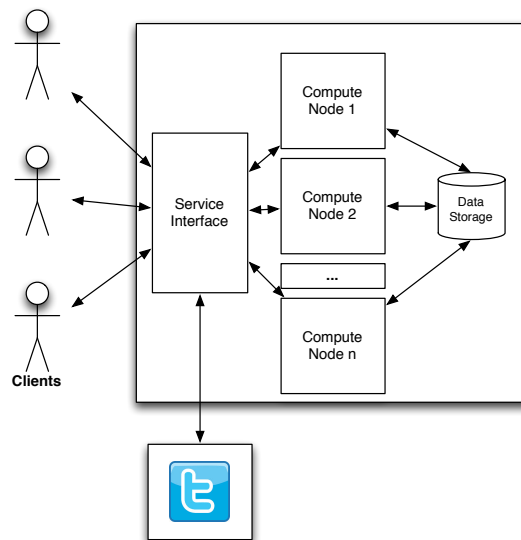 Compute
Node 1
Service
Interface
Compute
Node 2
Data
Storage
...
Compute
Node n
Clients
t